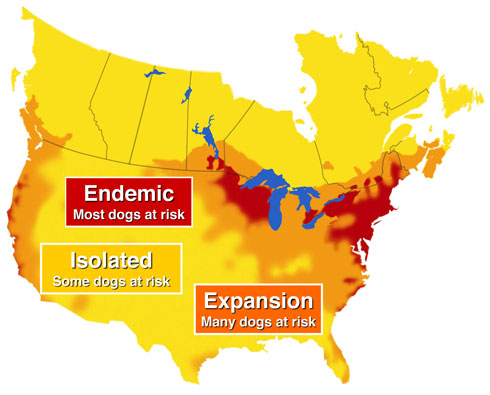 Endemic
Most dogs at risk
Isolated
Some dogs at risk
Expansion
Many dogs at risk